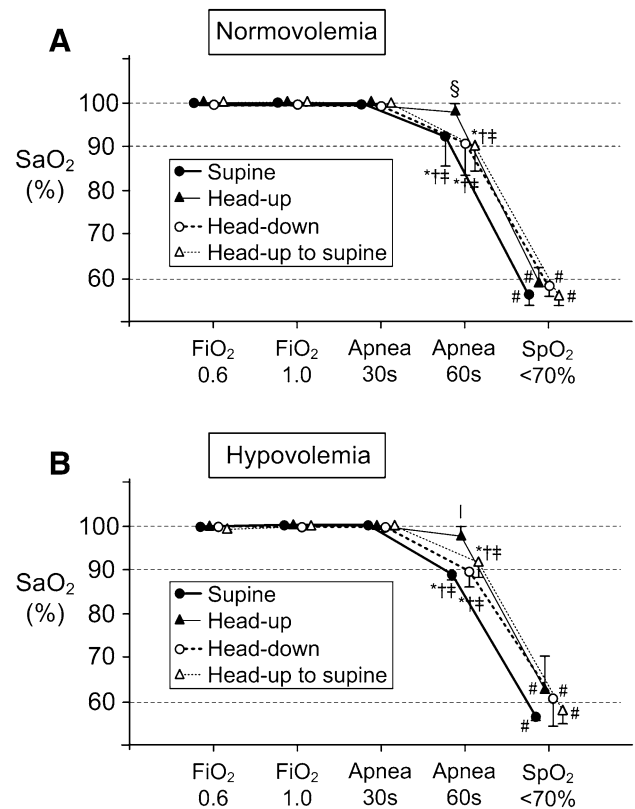 A
Normovolemia
SaO2
(%)
100
90
80
70
60
Supine
Head-up
Head-down
Head-up to supine
§
*†‡
*†‡
*†‡
#
#
#
#
FiO2
0.6
FiO2
1.0
Apnea
30s
Apnea
60s
SpO2
<70%
B
Hypovolemia
SaO2
(%)
100
90
80
70
60
Supine
Head-up
Head-down
Head-up to supine
|
*†‡
*†‡
*†‡
#
#
#
#
FiO2
0.6
FiO2
1.0
Apnea
30s
Apnea
60s
SpO2
<70%